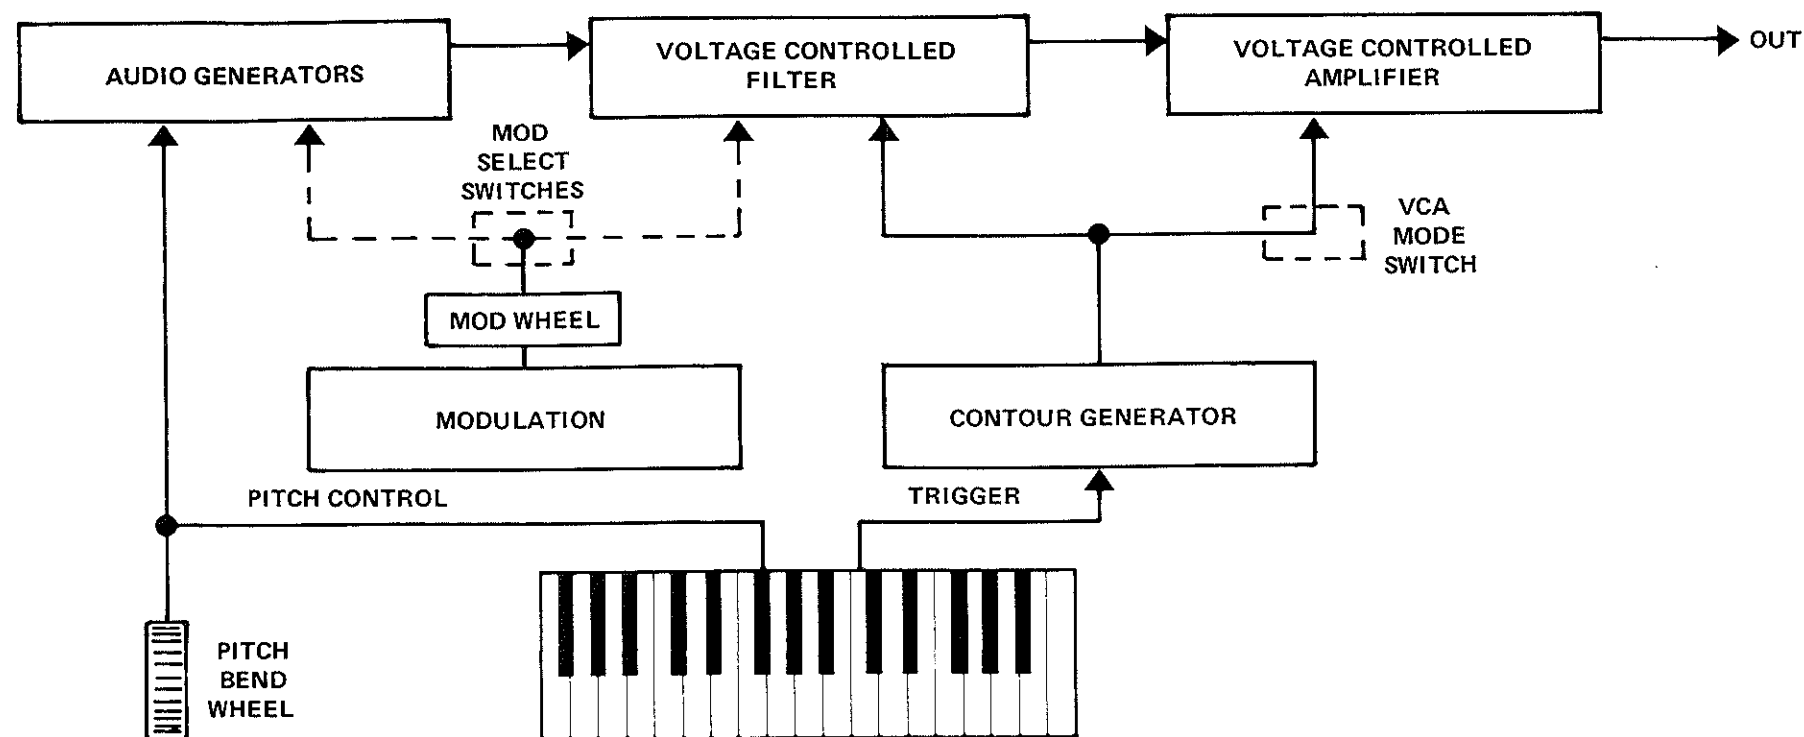 AUDIO GENERATORS
VOLTAGE CONTROLLED
FILTER
VOLTAGE CONTROLLED
AMPLIFIER
OUT
MOD
SELECT
SWITCHES
VCA
MODE
SWITCH
MOD WHEEL
MODULATION
CONTOUR GENERATOR
PITCH CONTROL
TRIGGER
PITCH
BEND
WHEEL